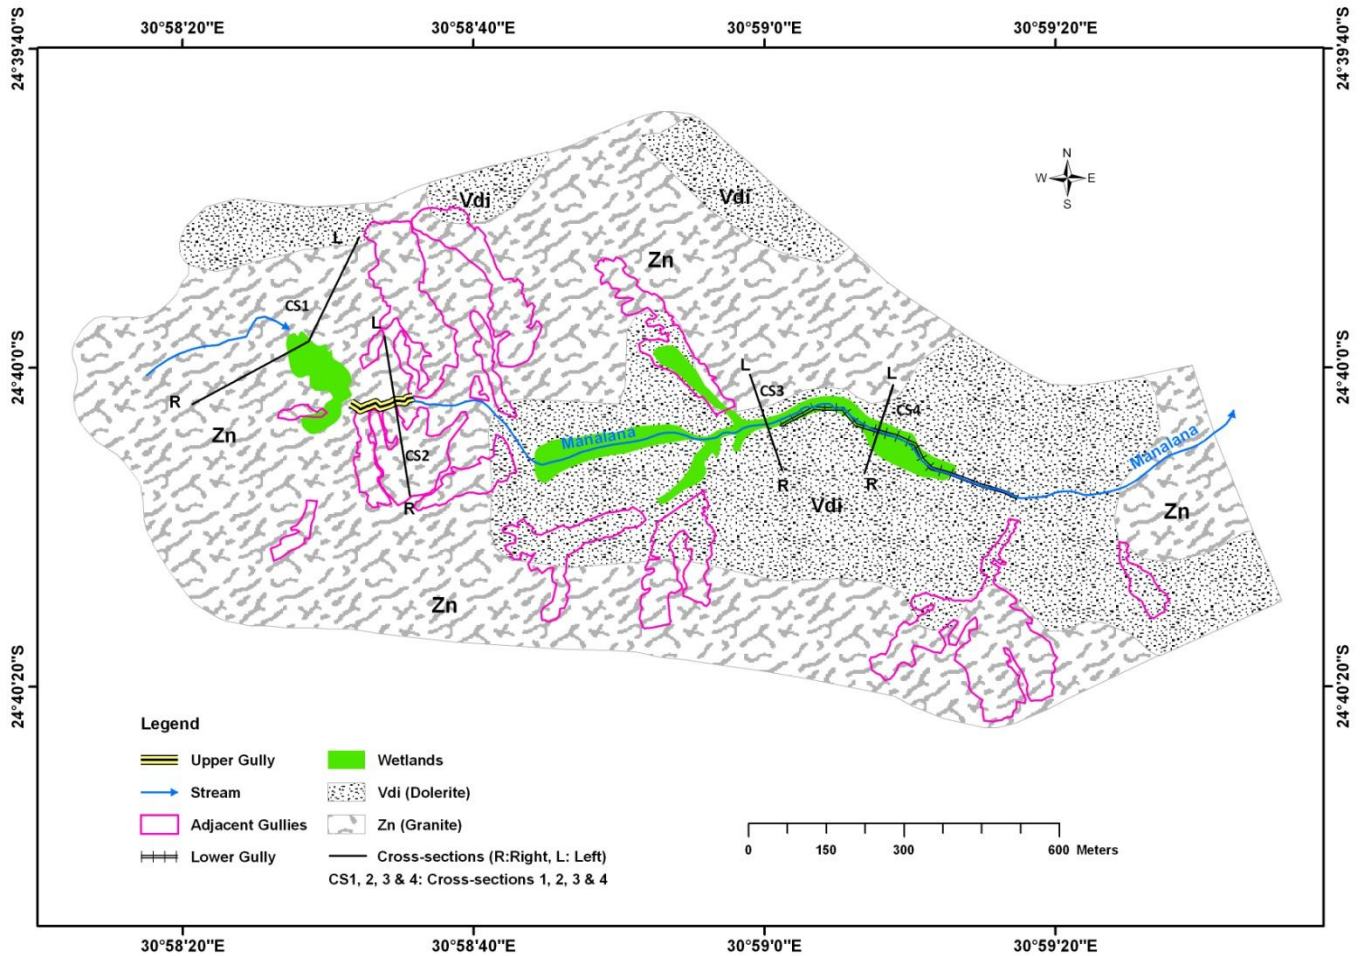 30°58'20"E 30°58'40"E 30°59'0"E 30°59'20"E
24°39'40"S 24°39'40"S
N
W E
S
Vdi
Vdi
L
Zn
CS1
L
24°40'0"S 24°40'0"S
L
L
CS3
R
CS4
Zn
Manalana
Manalana
CS2
R
R
R
Vdi
Zn
Zn
24°40'20"S 24°40'20"S
Legend
Upper Gully
Wetlands
Stream
Vdi (Dolerite)
Adjacent Gullies
Zn (Granite)
Lower Gully
Cross-sections (R:Right, L: Left)
CS1, 2, 3 & 4: Cross-sections 1, 2, 3 & 4
0 150 300 600 Meters
30°58'20"E 30°58'40"E 30°59'0"E 30°59'20"E